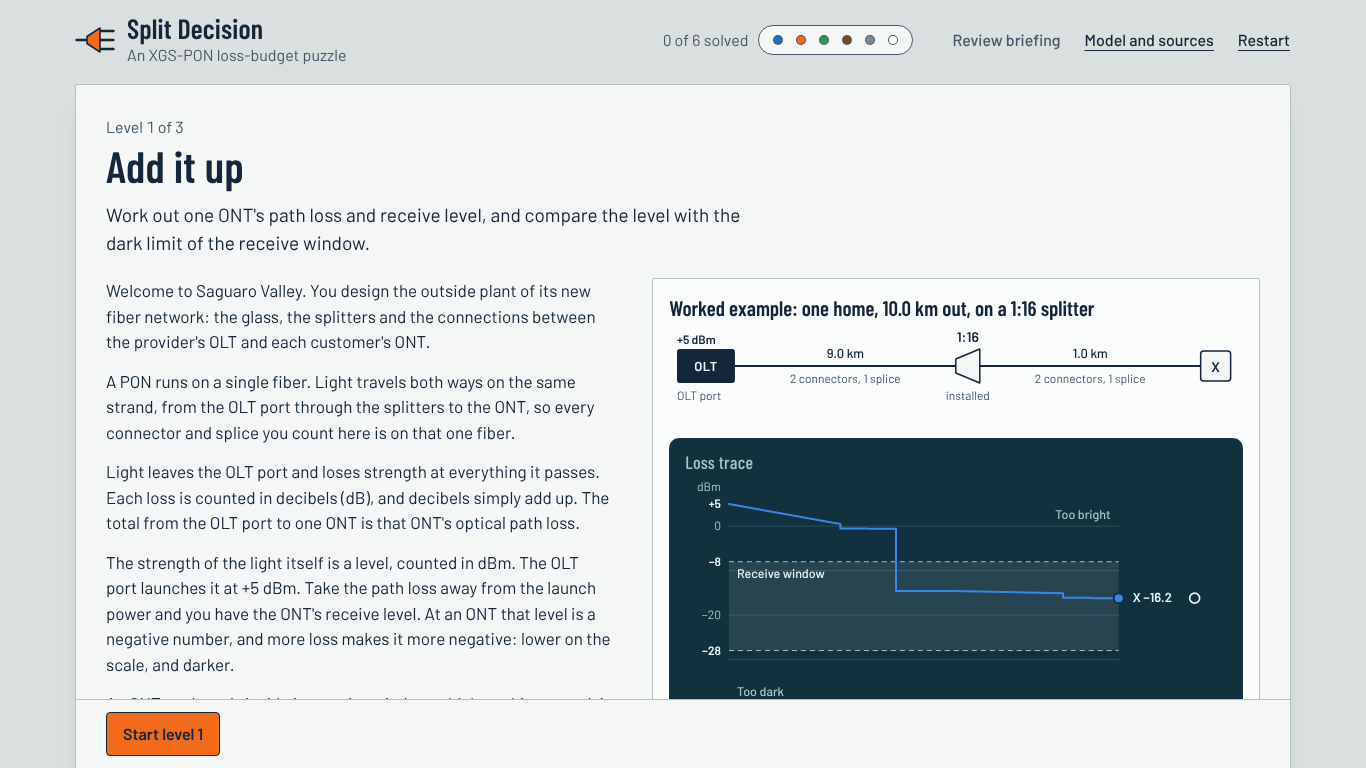 Split Decision
An XGS-PON loss-budget puzzle
0 of 6 solved
Review briefing
Model and sources
Restart
Level 1 of 3
Add it up
Work out one ONT's path loss and receive level, and compare the level with the
dark limit of the receive window.
Welcome to Saguaro Valley. You design the outside plant of its new
fiber network: the glass, the splitters and the connections between
the provider's OLT and each customer's ONT.
A PON runs on a single fiber. Light travels both ways on the same
strand, from the OLT port through the splitters to the ONT, so every
connector and splice you count here is on that one fiber.
Light leaves the OLT port and loses strength at everything it passes.
Each loss is counted in decibels (dB), and decibels simply add up. The
total from the OLT port to one ONT is that ONT's optical path loss.
The strength of the light itself is a level, counted in dBm. The OLT
port launches it at +5 dBm. Take the path loss away from the launch
power and you have the ONT's receive level. At an ONT that level is a
negative number, and more loss makes it more negative: lower on the
scale, and darker.
Worked example: one home, 10.0 km out, on a 1:16 splitter
+5 dBm
1:16
OLT
9.0 km
1.0 km
X
2 connectors, 1 splice
2 connectors, 1 splice
OLT port
installed
Loss trace
dBm
+5
Too bright
0
−8
Receive window
X −16.2
−20
−28
Too dark
Start level 1